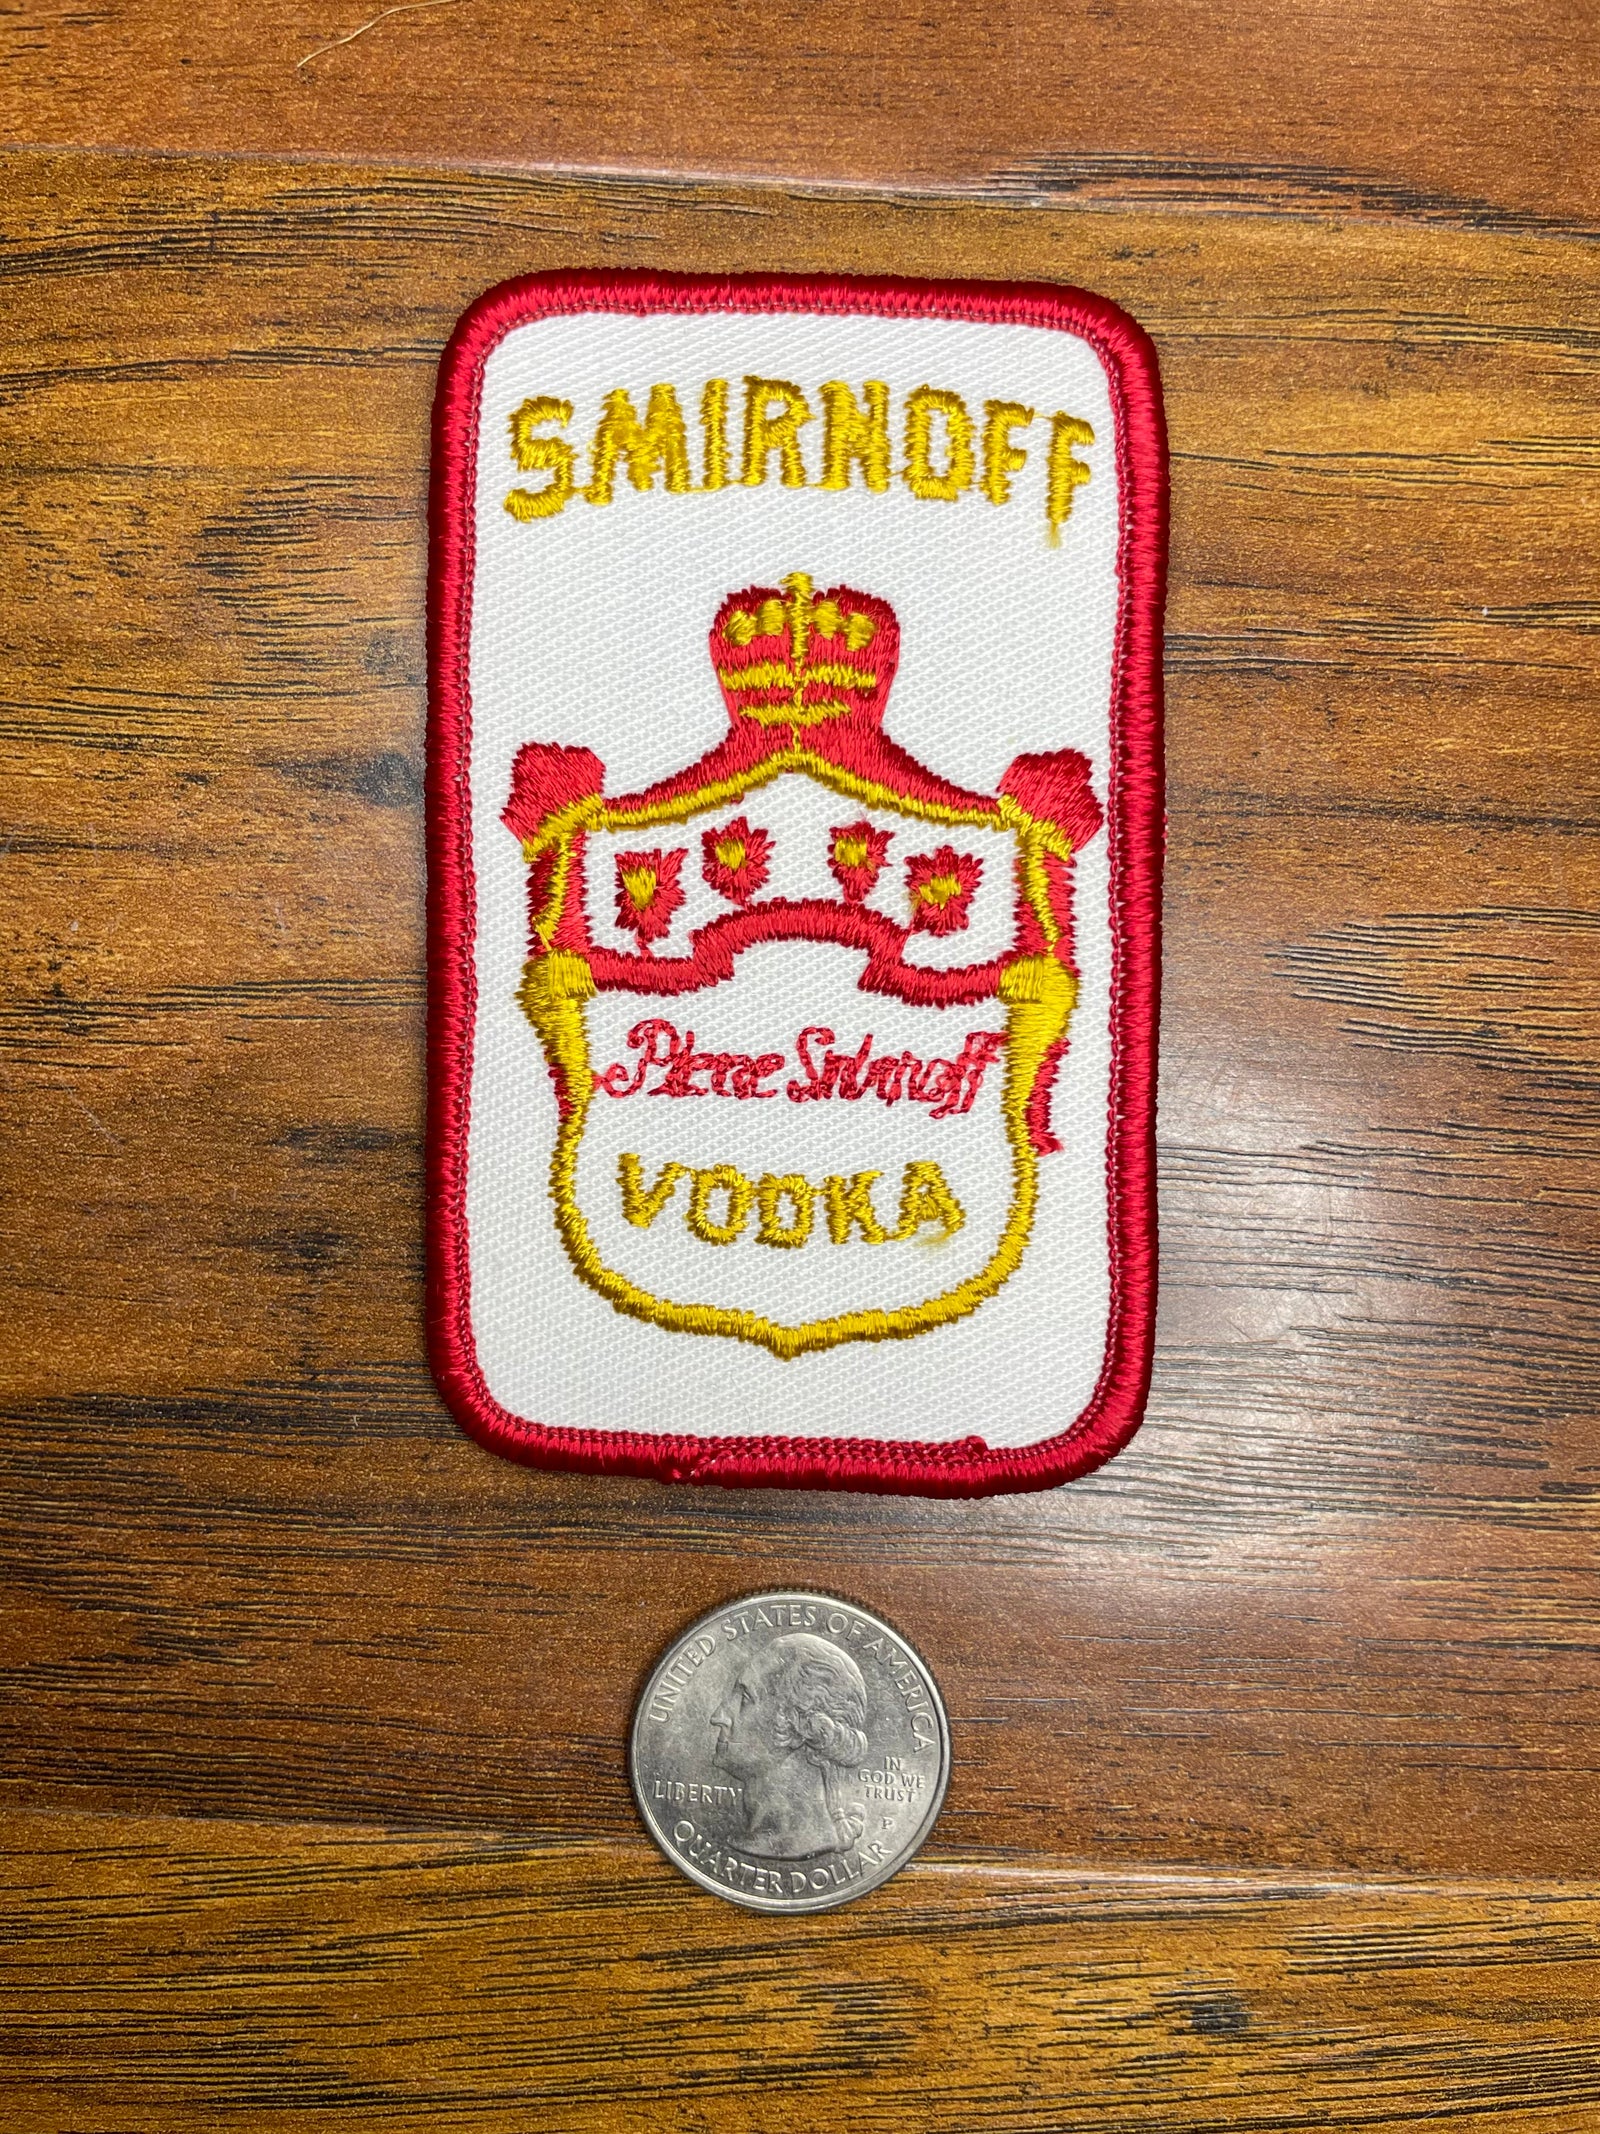 SMIRNOFF
Pierre Smirnoff
VODKA
UNITED STATES OF AMERICA
LIBERTY
IN
GOD WE
TRUST
P
QUARTER DOLLAR